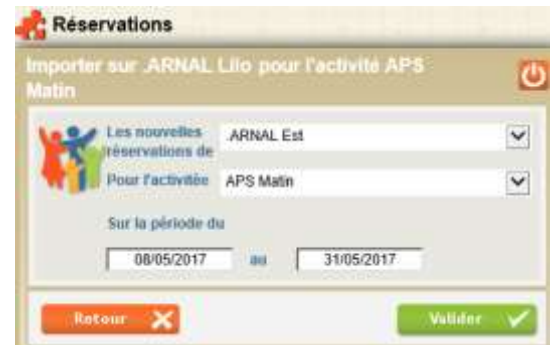 Réservations
Importer sur .ARNAL Lilo pour l'activité APS
Matin
Les nouvelles
réservations de
.ARNAL Est
Pour l'activitée
APS Matin
Sur la période du
08/05/2017 au 31/05/2017
Retour Valider